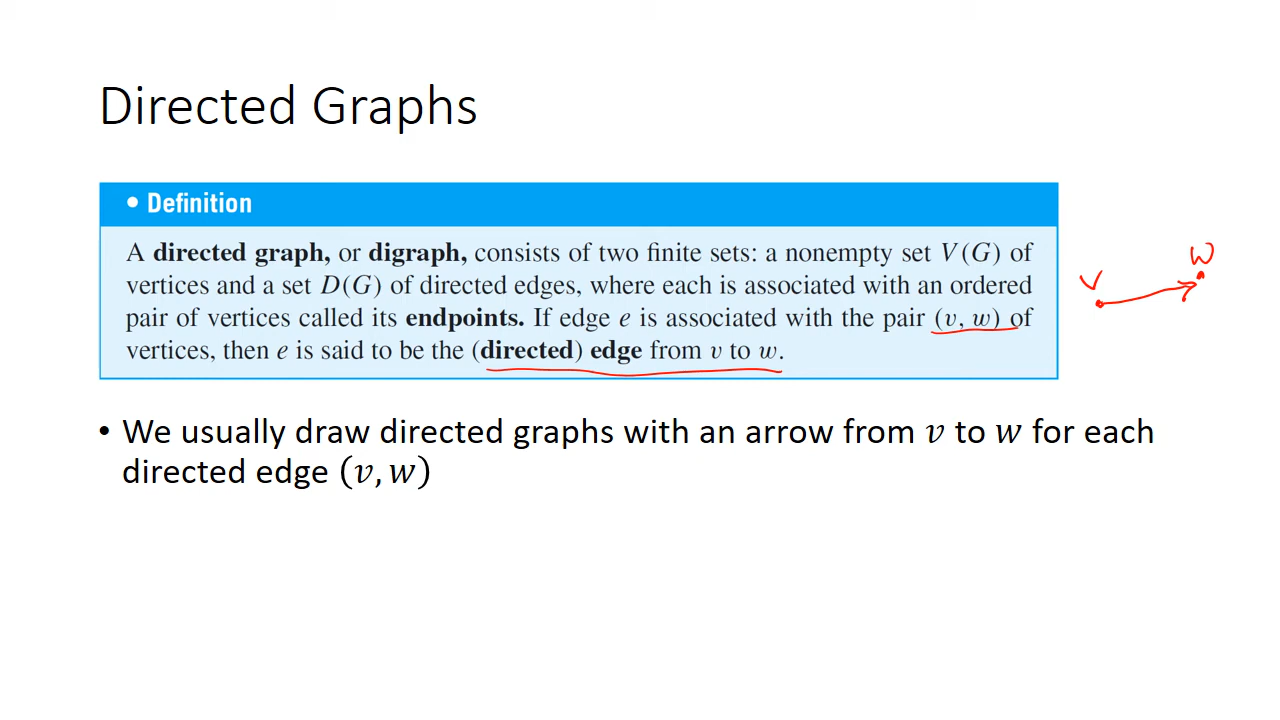 Directed Graphs
• Definition
A directed graph, or digraph, consists of two finite sets: a nonempty set V(G) of
vertices and a set D(G) of directed edges, where each is associated with an ordered
pair of vertices called its endpoints. If edge e is associated with the pair (v, w) of
vertices, then e is said to be the (directed) edge from v to w.
v
w
• We usually draw directed graphs with an arrow from 𝑣 to 𝑤 for each
directed edge (𝑣, 𝑤)